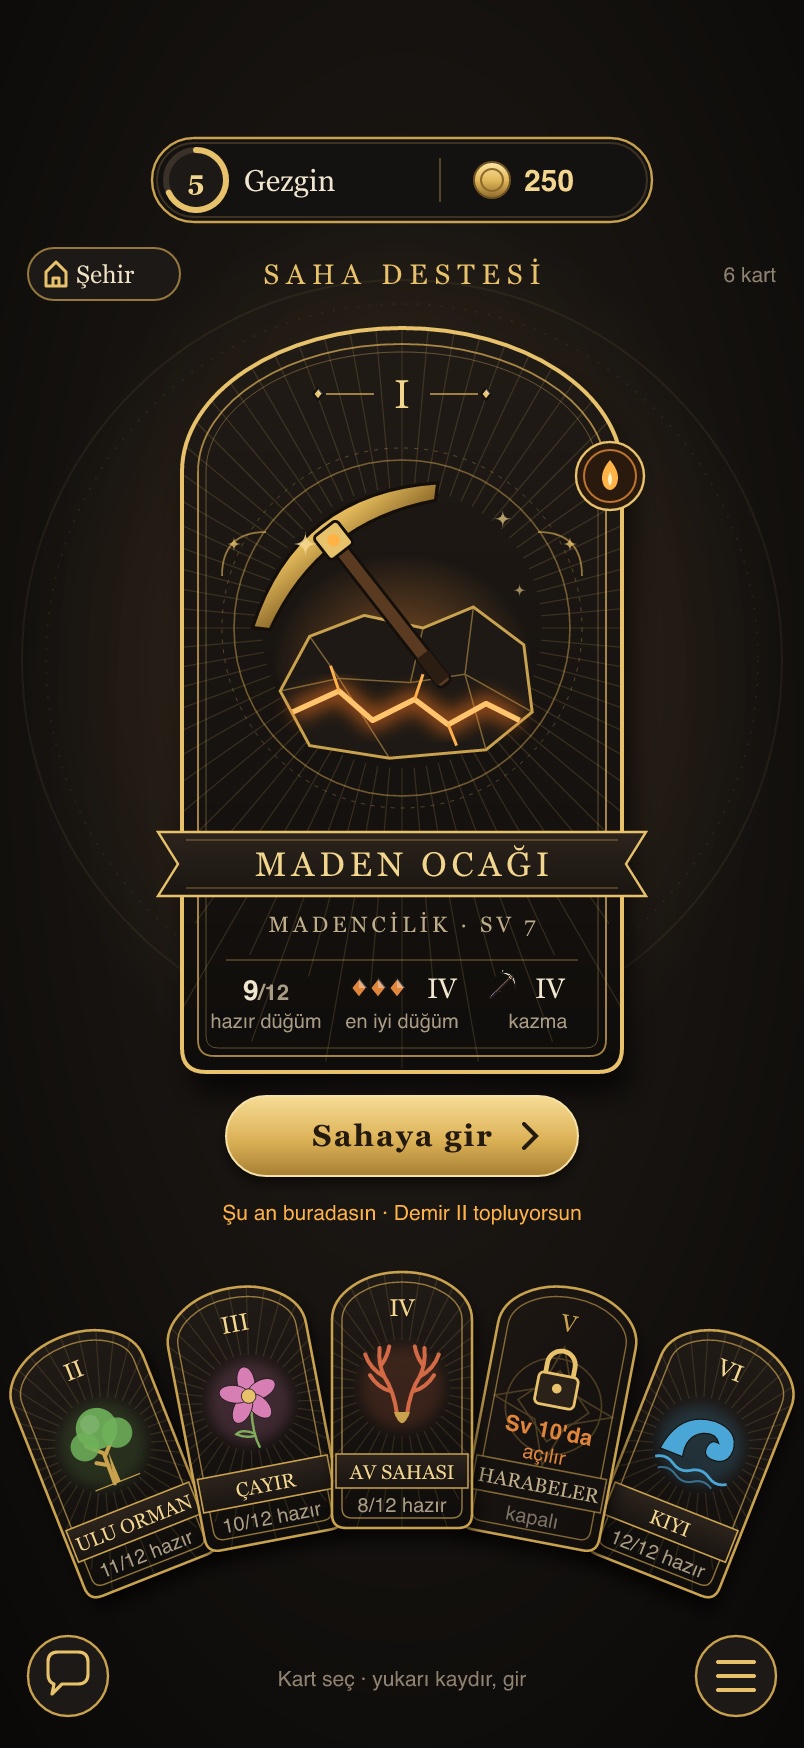 5 Gezgin 250
Şehir SAHA DESTESİ 6 kart
I
MADEN OCAĞI
MADENCİLİK · SV 7
9/12 IV IV
hazır düğüm en iyi düğüm kazma
Sahaya gir
Şu an buradasın · Demir II topluyorsun
II
ULU ORMAN
11/12 hazır
III
ÇAYIR
10/12 hazır
IV
AV SAHASI
8/12 hazır
V
Sv 10'da
açılır
HARABELER
kapalı
VI
KIYI
12/12 hazır
Kart seç · yukarı kaydır, gir